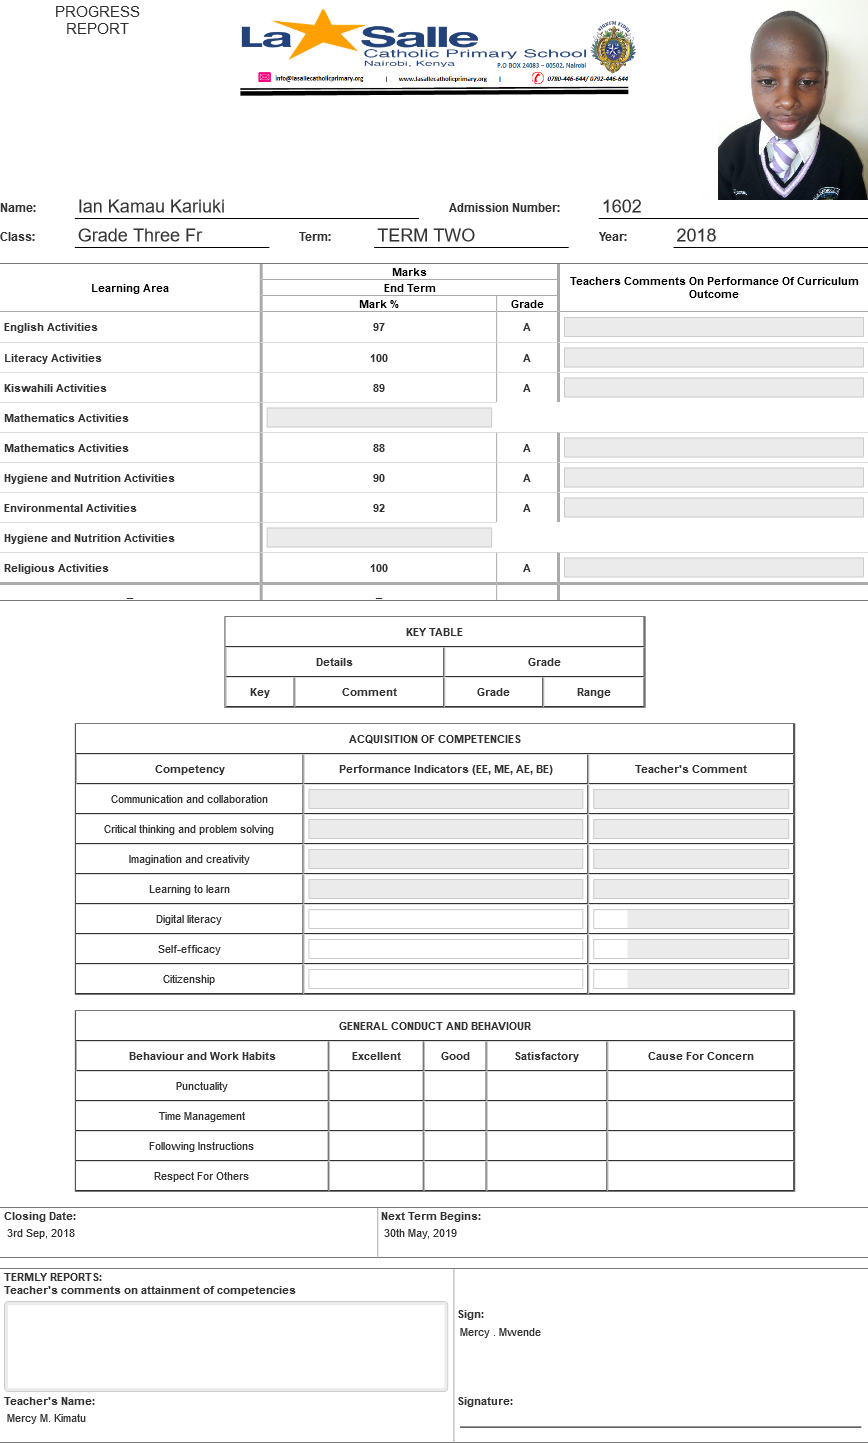 PROGRESS
REPORT
La Salle
Catholic Primary School
Nairobi, Kenya
P.O BOX 24083 – 00502, Nairobi
info@lasallecatholicprimary.org | www.lasallecatholicprimary.org | 0780-446-644/ 0792-446-644
Name: Ian Kamau Kariuki Admission Number: 1602
Class: Grade Three Fr Term: TERM TWO Year: 2018
Learning Area Marks Teachers Comments On Performance Of Curriculum Outcome
End Term
Mark % Grade
English Activities 97 A
Literacy Activities 100 A
Kiswahili Activities 89 A
Mathematics Activities
Mathematics Activities 88 A
Hygiene and Nutrition Activities 90 A
Environmental Activities 92 A
Hygiene and Nutrition Activities
Religious Activities 100 A
_ _
KEY TABLE
Details Grade
Key Comment Grade Range
ACQUISITION OF COMPETENCIES
Competency Performance Indicators (EE, ME, AE, BE) Teacher's Comment
Communication and collaboration
Critical thinking and problem solving
Imagination and creativity
Learning to learn
Digital literacy
Self-efficacy
Citizenship
GENERAL CONDUCT AND BEHAVIOUR
Behaviour and Work Habits Excellent Good Satisfactory Cause For Concern
Punctuality
Time Management
Following Instructions
Respect For Others
Closing Date: Next Term Begins:
3rd Sep, 2018 30th May, 2019
TERMLY REPORTS:
Teacher's comments on attainment of competencies
Sign:
Mercy . Mwende
Teacher's Name: Signature:
Mercy M. Kimatu